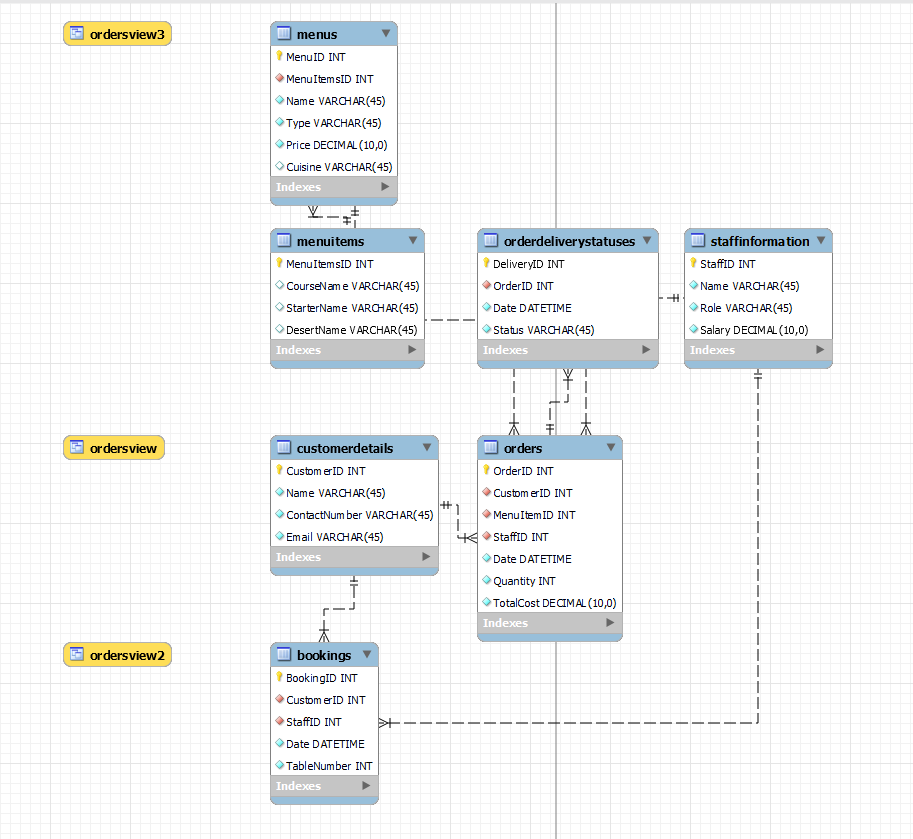 ordersview3
menus
MenuID INT
MenuItemsID INT
Name VARCHAR(45)
Type VARCHAR(45)
Price DECIMAL(10,0)
Cuisine VARCHAR(45)
Indexes
menuitems
MenuItemsID INT
CourseName VARCHAR(45)
StarterName VARCHAR(45)
DesertName VARCHAR(45)
Indexes
orderdeliverystatuses
DeliveryID INT
OrderID INT
Date DATETIME
Status VARCHAR(45)
Indexes
staffinformation
StaffID INT
Name VARCHAR(45)
Role VARCHAR(45)
Salary DECIMAL(10,0)
Indexes
ordersview
customerdetails
CustomerID INT
Name VARCHAR(45)
ContactNumber VARCHAR(45)
Email VARCHAR(45)
Indexes
orders
OrderID INT
CustomerID INT
MenuItemID INT
StaffID INT
Date DATETIME
Quantity INT
TotalCost DECIMAL(10,0)
Indexes
ordersview2
bookings
BookingID INT
CustomerID INT
StaffID INT
Date DATETIME
TableNumber INT
Indexes